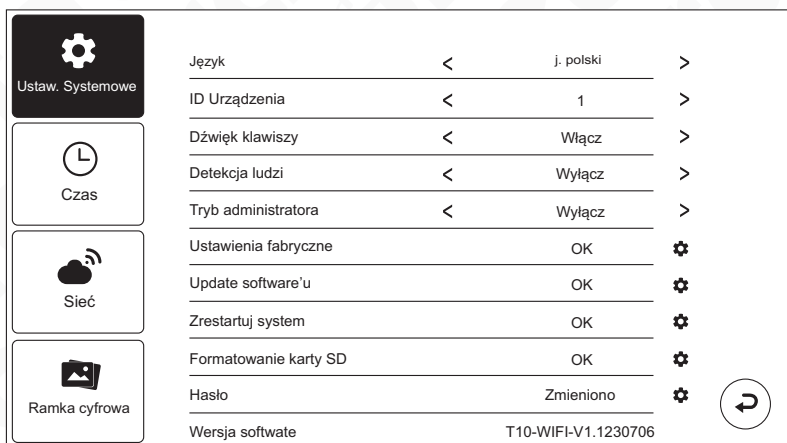 Ustaw. Systemowe
Czas
Sieć
Ramka cyfrowa
Język < j. polski >
ID Urządzenia < 1 >
Dźwięk klawiszy < Włącz >
Detekcja ludzi < Wyłącz >
Tryb administratora < Wyłącz >
Ustawienia fabryczne OK
Update software’u OK
Zrestartuj system OK
Formatowanie karty SD OK
Hasło Zmieniono
Wersja softwate T10-WIFI-V1.1230706